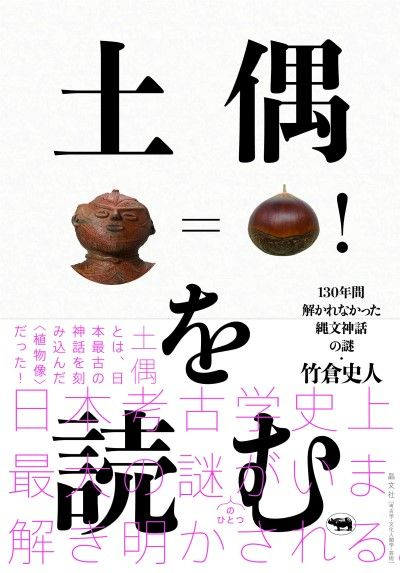 土偶
=
!
を読む
130年間
解かれなかった
縄文神話
の謎
・
竹倉史人
土偶
とは、日
本最古の
神話を刻
み込んだ
〈植物像〉
だった!
日本考古学史上
最大の謎
のひとつ
がいま
解き明かされる
晶文社